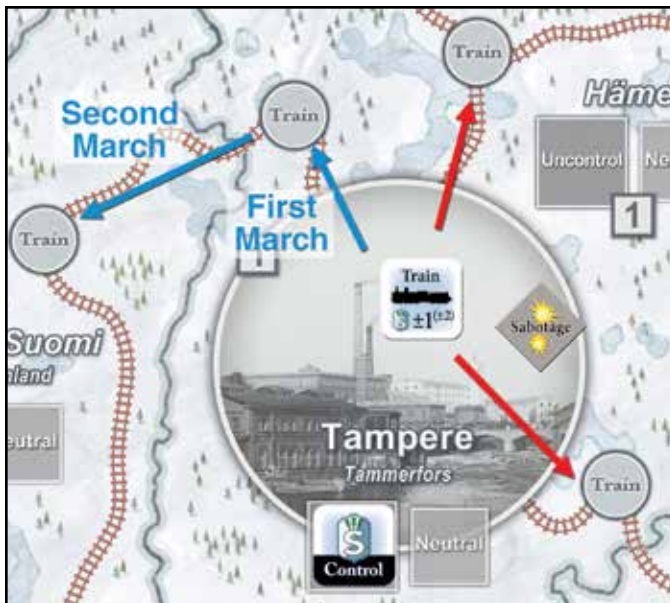 Train
Häme
Second
March
Train
Uncontrol
Ne
First
March
1
Train
Train
S ±1(±2)
Sabotage
Suomi
nland
eutral
Tampere
Tammerfors
Train
S
Control
Neutral